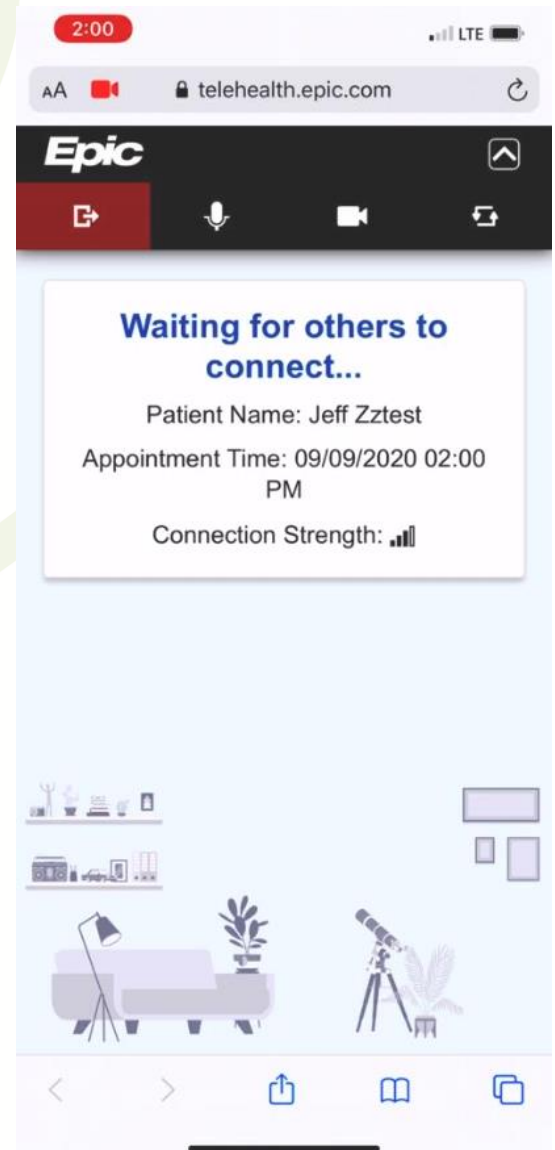 2:00
LTE
AA
telehealth.epic.com
Epic
Waiting for others to
connect...
Patient Name: Jeff Zztest
Appointment Time: 09/09/2020 02:00
PM
Connection Strength: